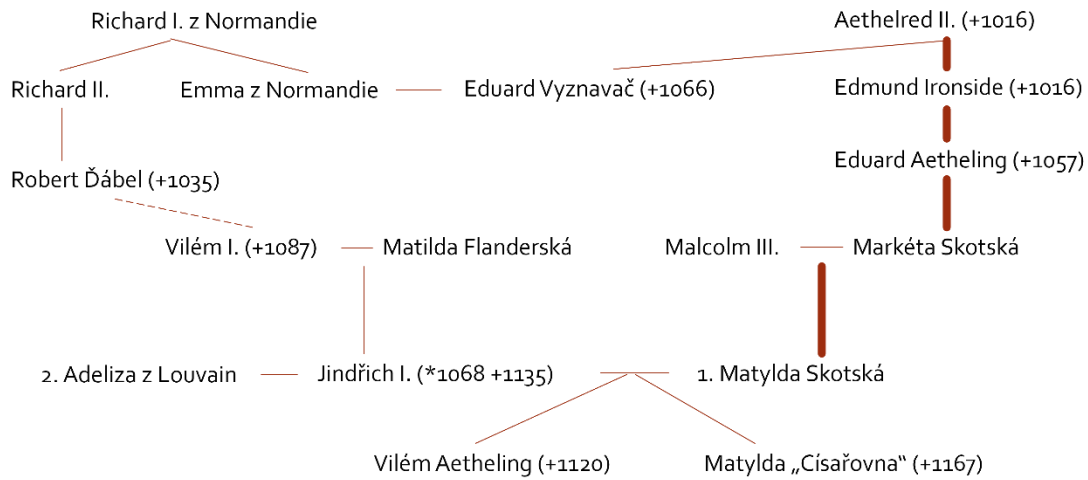 Richard I. z Normandie
Aethelred II. (+1016)
Richard II.
Emma z Normandie
Eduard Vyznavač (+1066)
Edmund Ironside (+1016)
Eduard Aetheling (+1057)
Robert Ďábel (+1035)
Vilém I. (+1087)
Matilda Flanderská
Malcolm III.
Markéta Skotská
2. Adeliza z Louvain
Jindřich I. (*1068 +1135)
1. Matylda Skotská
Vilém Aetheling (+1120)
Matylda „Císařovna“ (+1167)